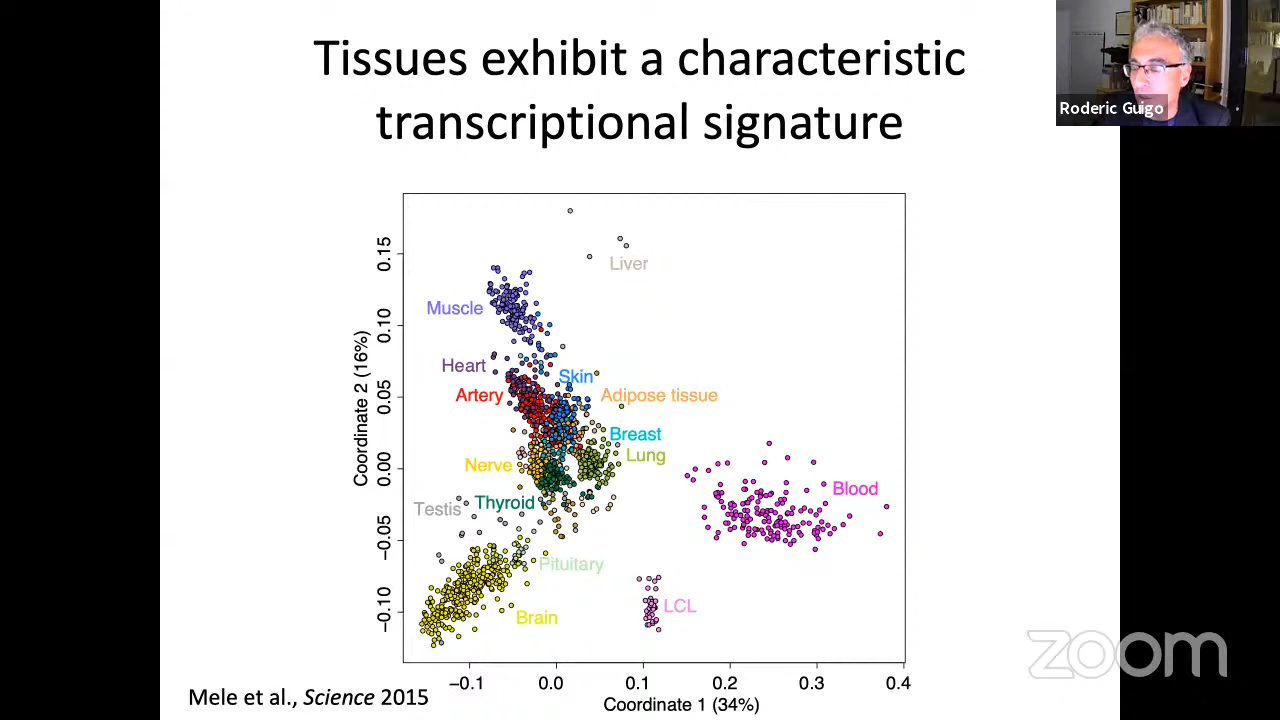 Tissues exhibit a characteristic
transcriptional signature
Roderic Guigo
Liver
Muscle
Heart
Skin
Artery
Adipose tissue
Breast
Lung
Nerve
Blood
Testis
Thyroid
Pituitary
LCL
Brain
0.15
0.10
0.05
0.00
−0.05
−0.10
Coordinate 2 (16%)
−0.1
0.0
0.1
0.2
0.3
0.4
Coordinate 1 (34%)
Mele et al., Science 2015
zoom